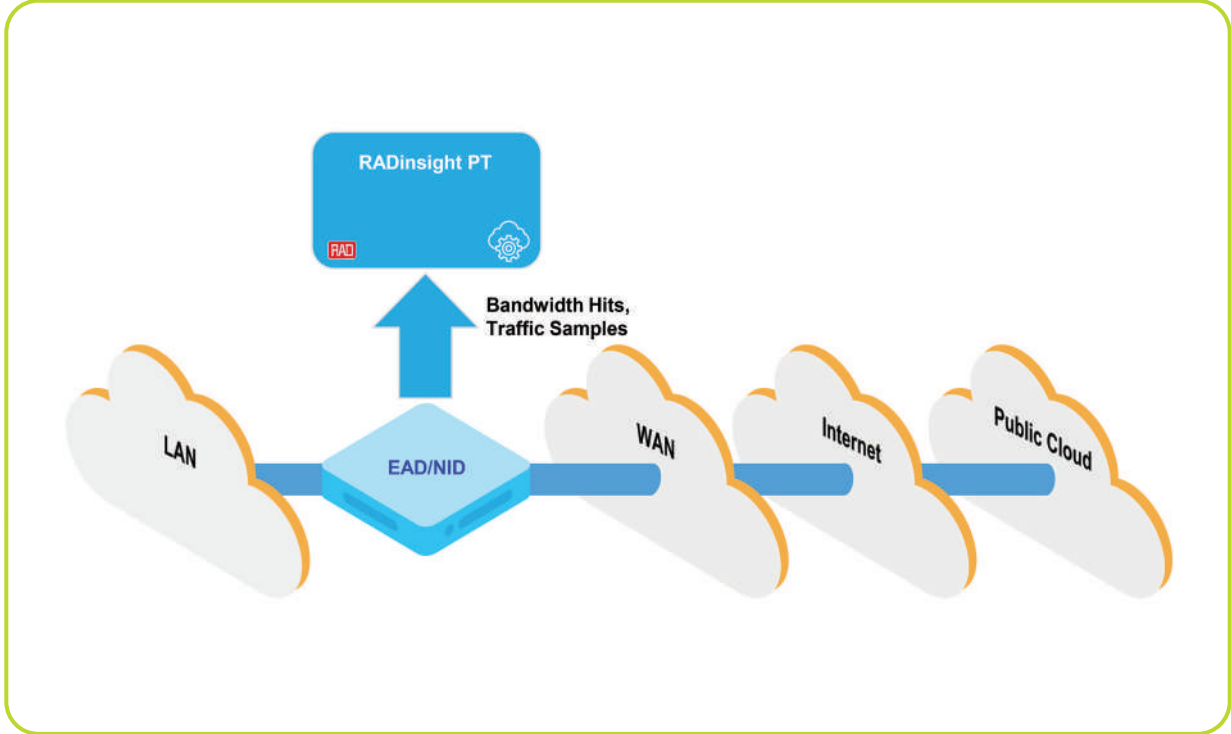 RADinsight PT
RAD
Bandwidth Hits,
Traffic Samples
LAN
EAD/NID
WAN
Internet
Public Cloud